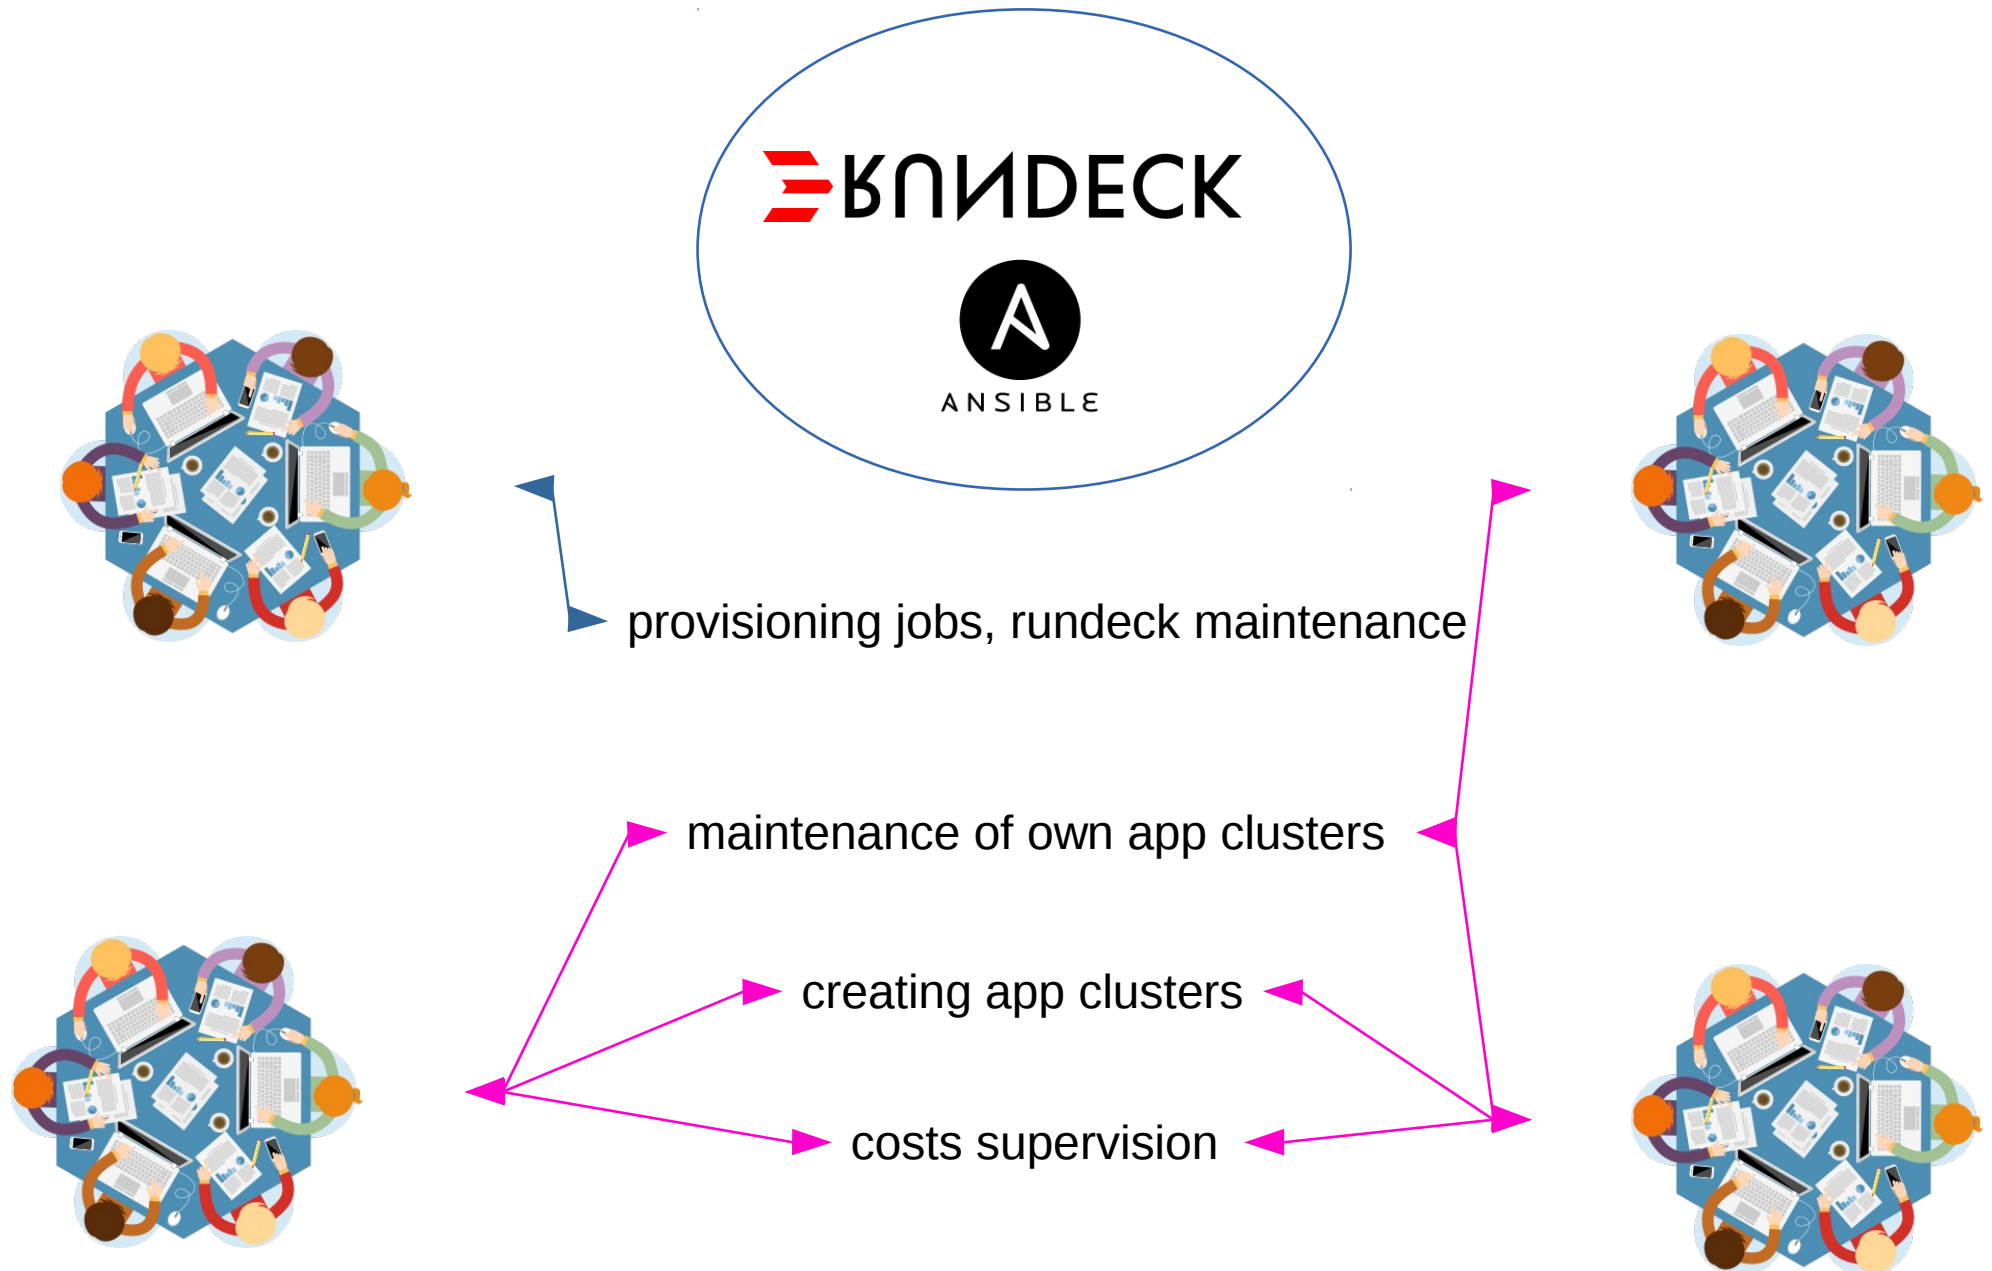 RUNDECK
ANSIBLE
provisioning jobs, rundeck maintenance
maintenance of own app clusters
creating app clusters
costs supervision